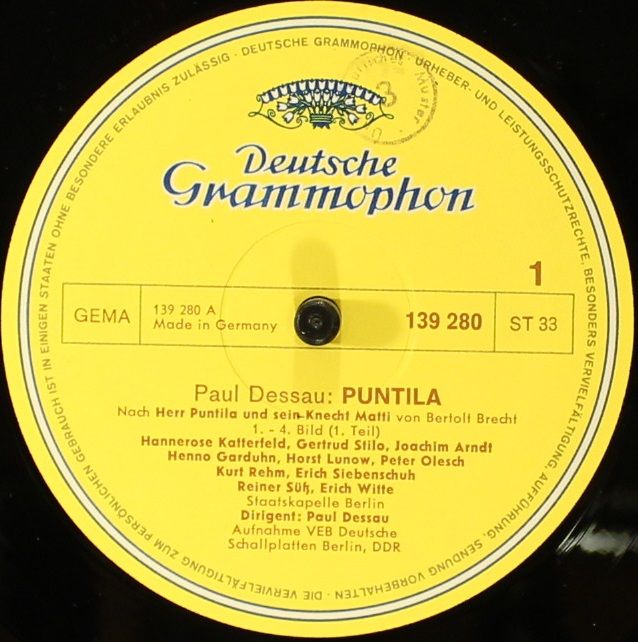 DEUTSCHE GRAMMOPHON · URHEBER- UND LEISTUNGSSCHUTZRECHTE, BESONDERS VERVIELFÄLTIGUNG, AUFFÜHRUNG, SENDUNG VORBEHALTEN · DIE VERVIELFÄLTIGUNG ZUM PERSÖNLICHEN GEBRAUCH IST IN EINIGEN STAATEN OHNE BESONDERE ERLAUBNIS ZULÄSSIG ·
Muster
3
Deutsche
Grammophon
1
GEMA
139 280 A
Made in Germany
139 280
ST 33
Paul Dessau: PUNTILA
Nach Herr Puntila und sein Knecht Matti von Bertolt Brecht
1. - 4. Bild (1. Teil)
Hannerose Katterfeld, Gertrud Stilo, Joachim Arndt
Henno Garduhn, Horst Lunow, Peter Olesch
Kurt Rehm, Erich Siebenschuh
Reiner Süß, Erich Witte
Staatskapelle Berlin
Dirigent: Paul Dessau
Aufnahme VEB Deutsche
Schallplatten Berlin, DDR